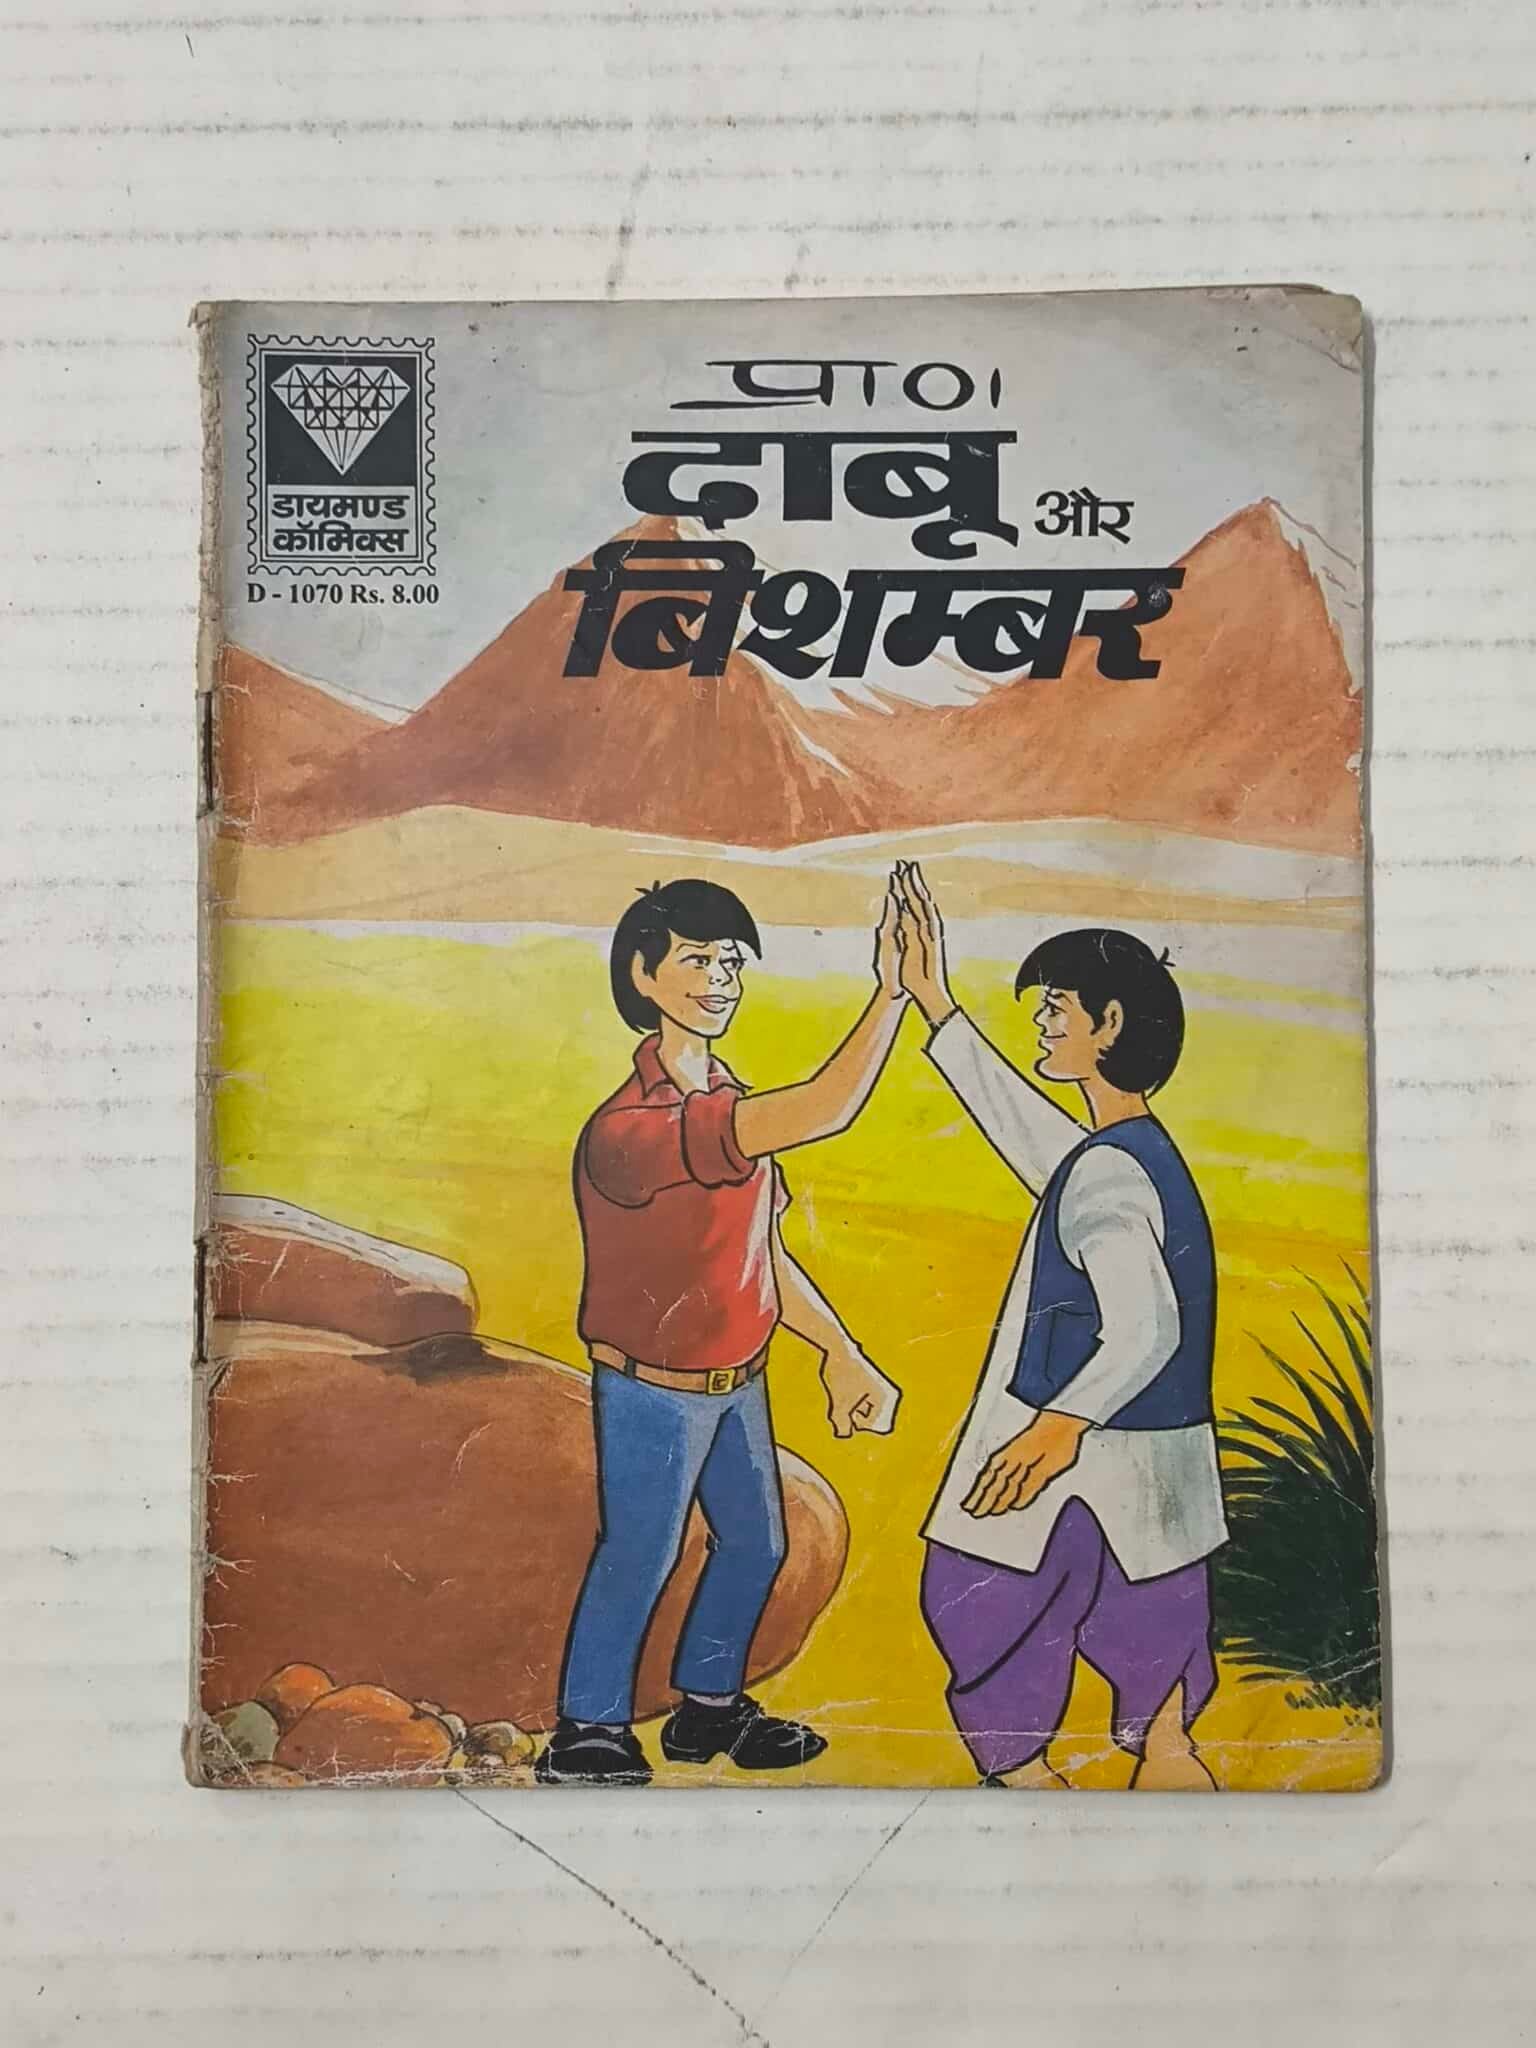 प्राण
दाबू और
बिशम्बर
डायमण्ड
कॉमिक्स
D - 1070 Rs. 8.00